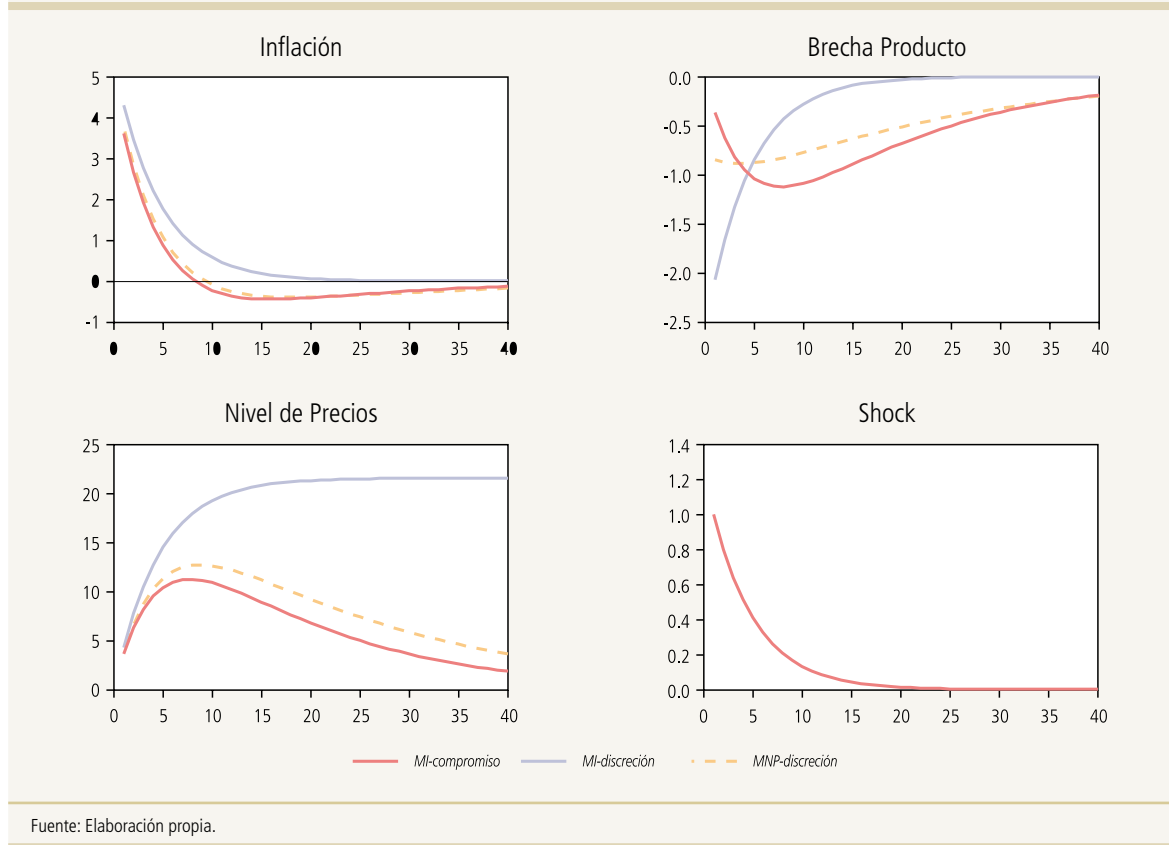 Inflación
5
4
3
2
1
0
-1
0 5 10 15 20 25 30 35 40
Brecha Producto
0.0
-0.5
-1.0
-1.5
-2.0
-2.5
0 5 10 15 20 25 30 35 40
Nivel de Precios
25
20
15
10
5
0
0 5 10 15 20 25 30 35 40
Shock
1.4
1.2
1.0
0.8
0.6
0.4
0.2
0.0
0 5 10 15 20 25 30 35 40
MI-compromiso MI-discreción MNP-discreción
Fuente: Elaboración propia.